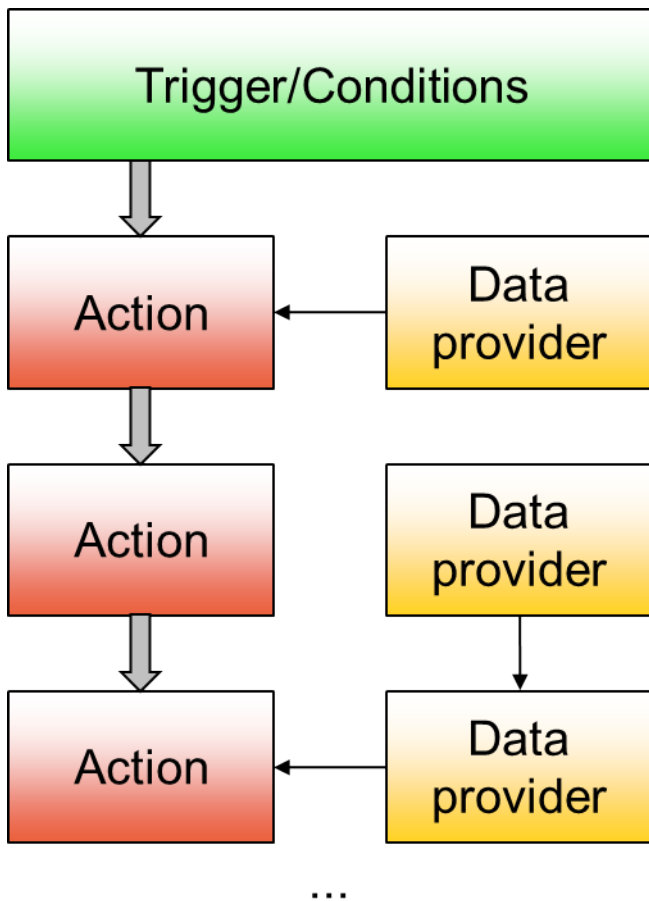 Trigger/Conditions
Action
Data
provider
Action
Data
provider
Action
Data
provider
...